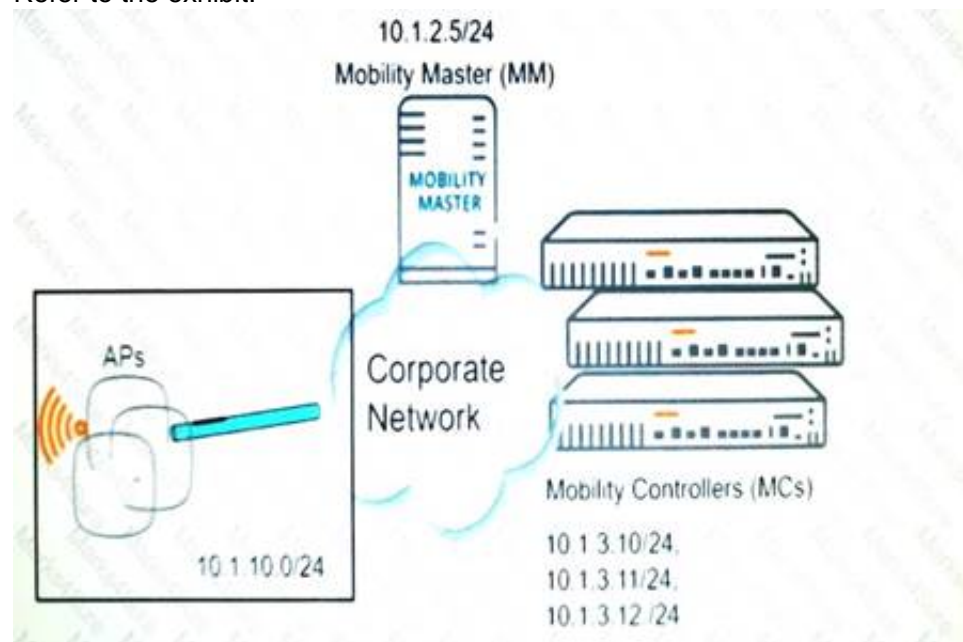 Refer to the exhibit.
10.1.2.5/24
Mobility Master (MM)
MOBILITY
MASTER
APs
Corporate
Network
10.1.10.0/24
Mobility Controllers (MCs)
10.1.3.10/24,
10.1.3.11/24,
10.1.3.12 /24